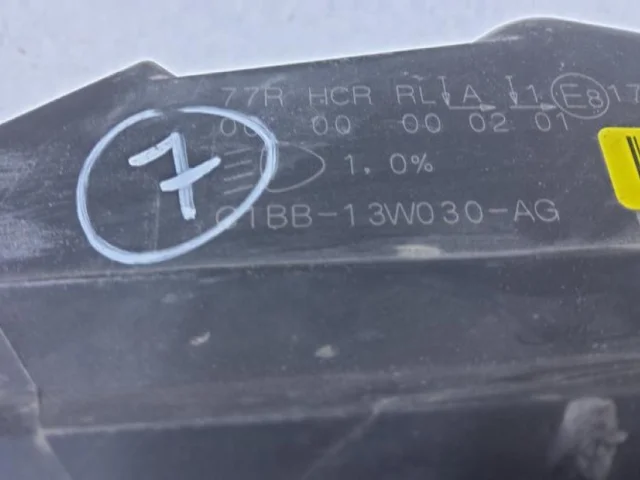 77R HCR RL A 1 E8 17
00 00 00 02 01
7
1. 0%
C1BB-13W030-AG